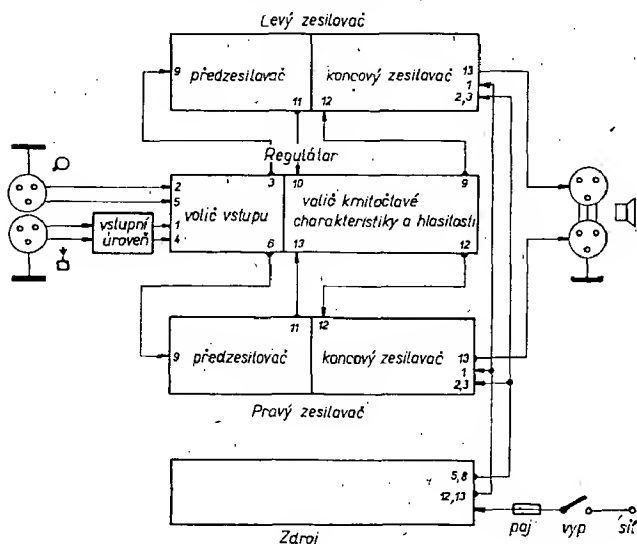 Levý zesilovač
9 předzesilovač koncový zesilovač 13
1
2,3
11 12
Regulátor
3 10 9
2
5
volič vstupu volič kmitočtavé
charakteristiky a hlasitosti
vstupní
úroveň
1
4
6 13 12
11 12
9 předzesilovač koncový zesilovač 13
1
2,3
Pravý zesilovač
5,8
12,13
Zdroj
poj vyp síť